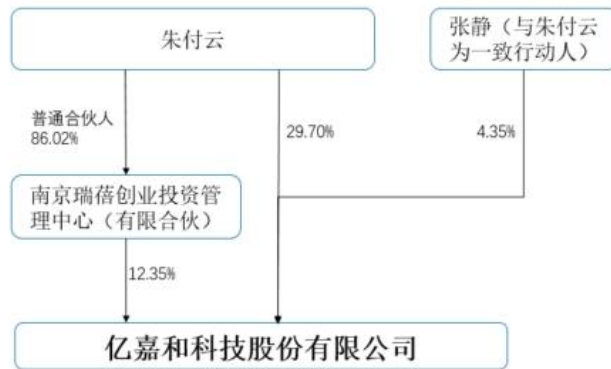 朱付云
张静（与朱付云
为一致行动人）
普通合伙人
86.02%
29.70%
4.35%
南京瑞蓓创业投资管
理中心（有限合伙）
12.35%
亿嘉和科技股份有限公司